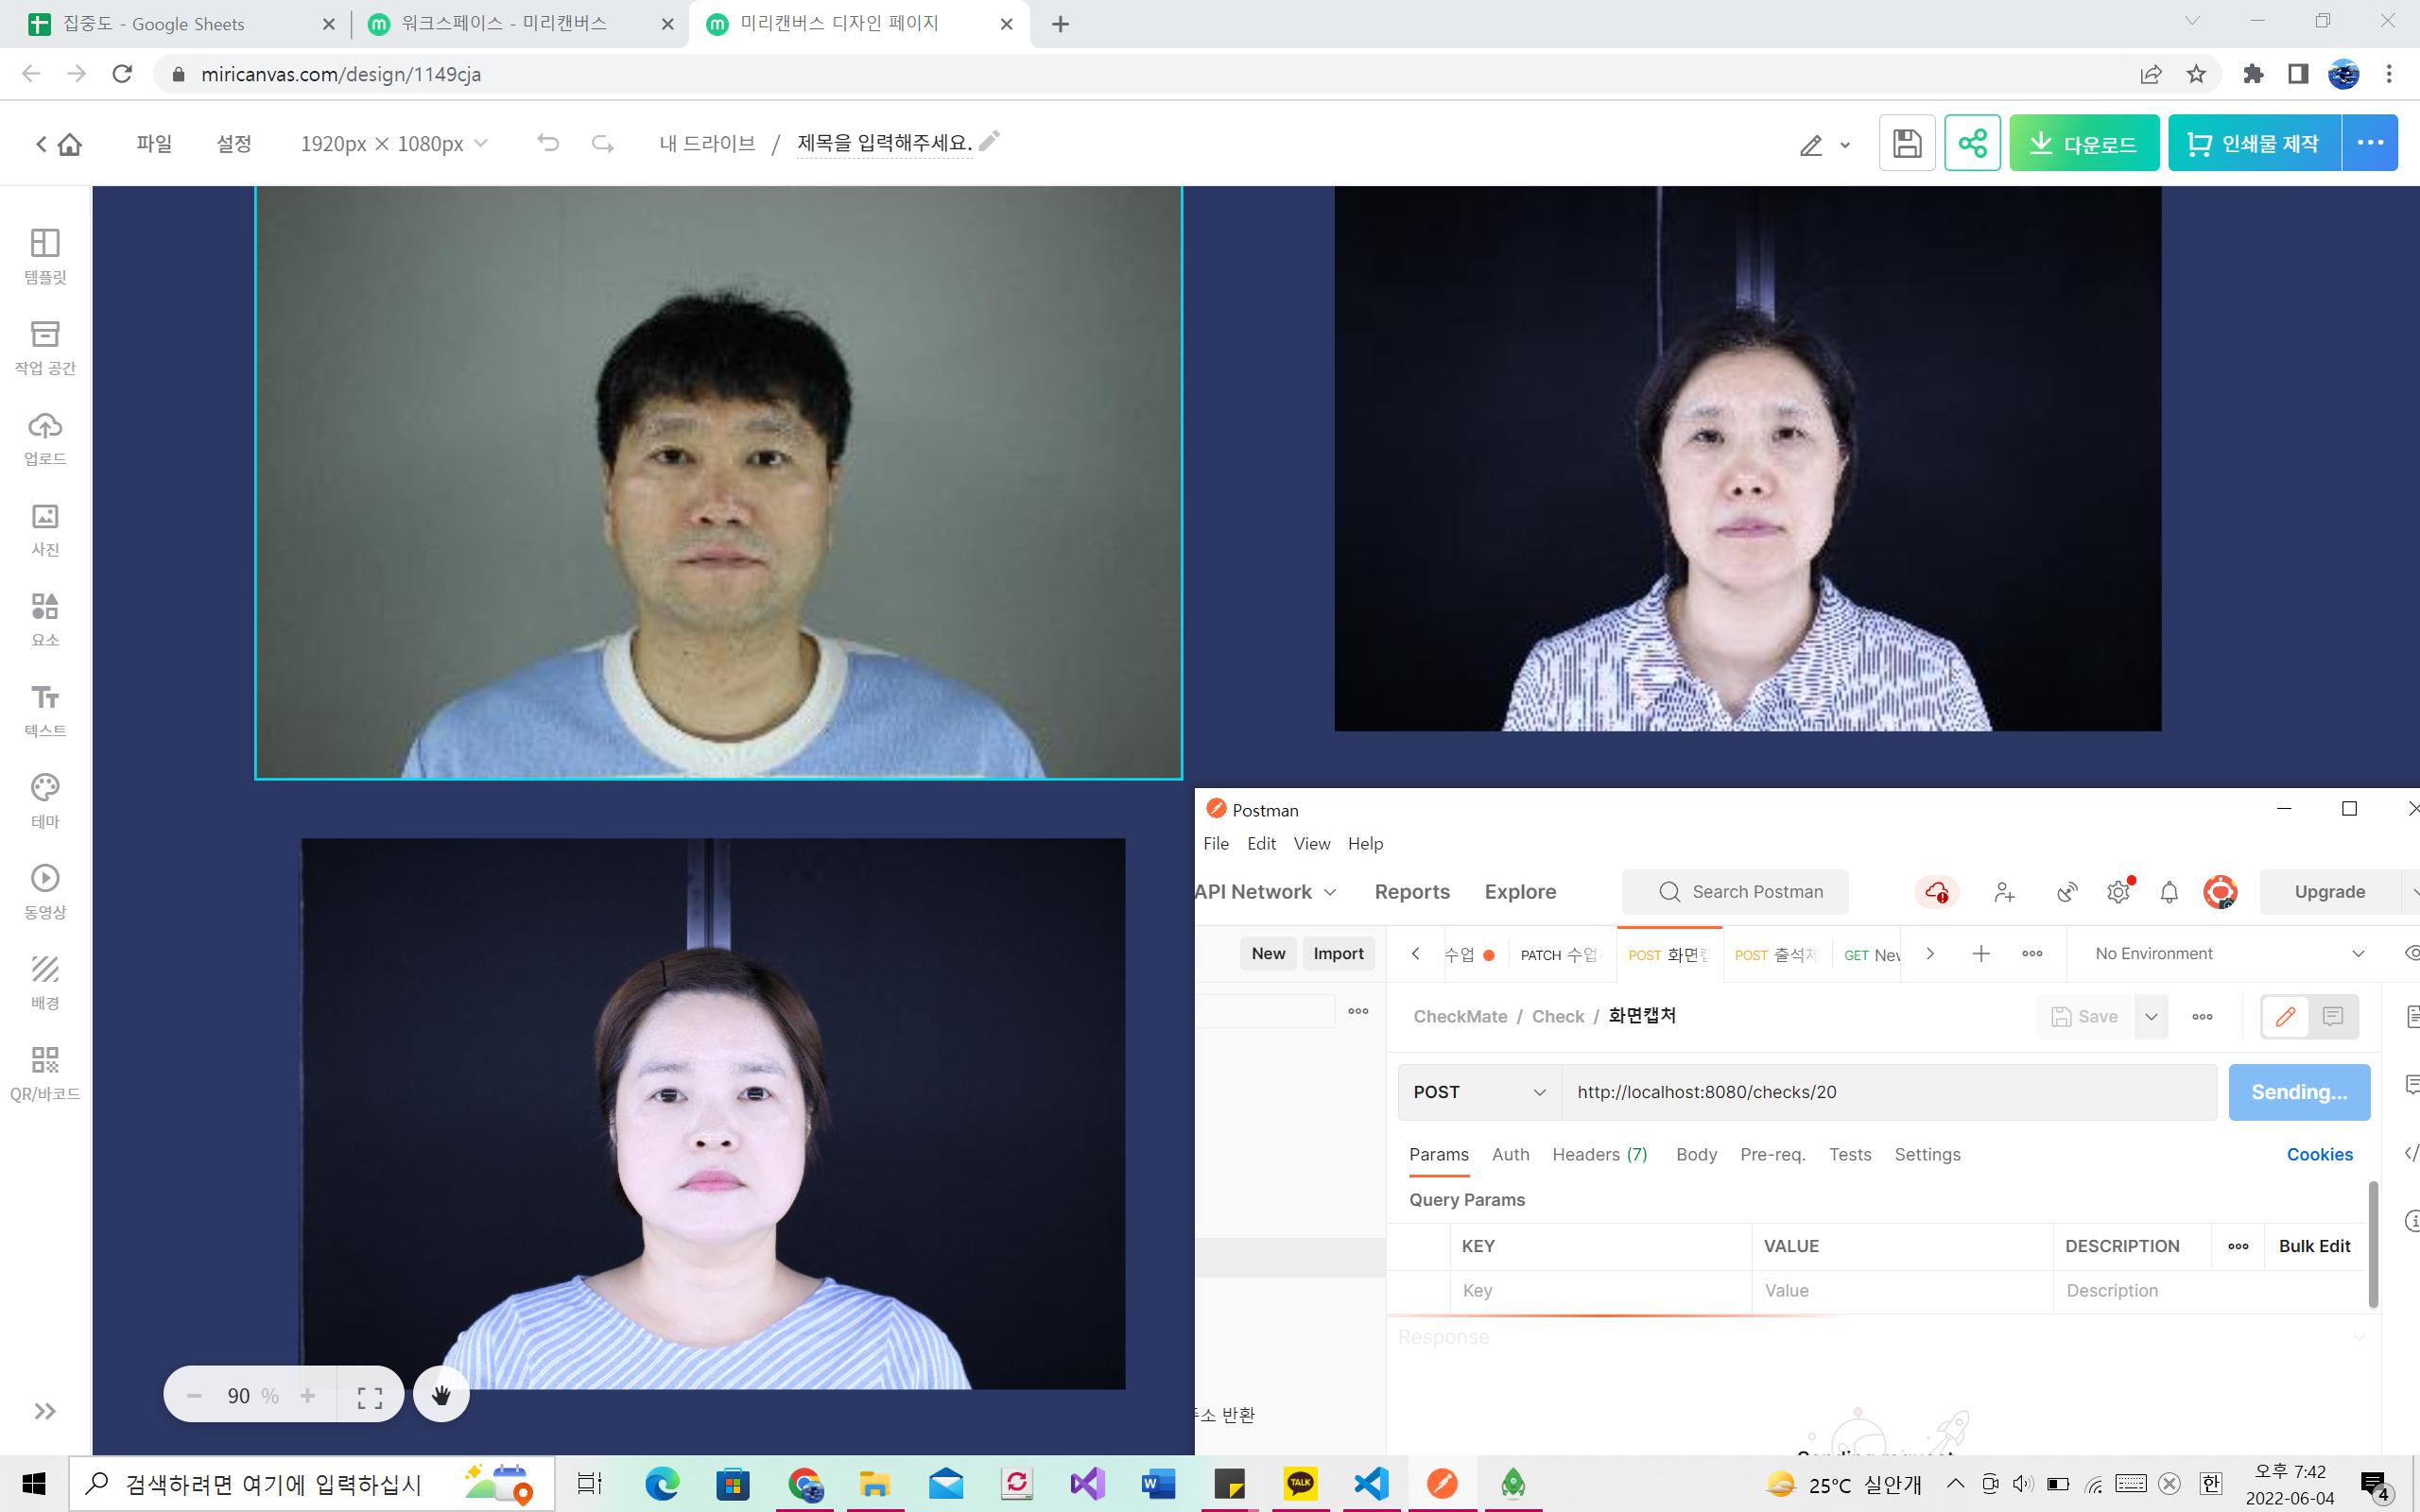 집중도 - Google Sheets
워크스페이스 - 미리캔버스
미리캔버스 디자인 페이지
miricanvas.com/design/1149cja
파일
설정
1920px × 1080px
내 드라이브 / 제목을 입력해주세요.
다운로드
인쇄물 제작
템플릿
작업 공간
업로드
사진
요소
텍스트
테마
동영상
배경
QR/바코드
90 %
Postman
File Edit View Help
API Network Reports Explore Search Postman Upgrade
New Import
수업 PATCH 수업 POST 화면캡 POST 출석체 GET New No Environment
CheckMate / Check / 화면캡처 Save
POST http://localhost:8080/checks/20 Sending...
Params Auth Headers (7) Body Pre-req. Tests Settings Cookies
Query Params
KEY VALUE DESCRIPTION Bulk Edit
Key Value Description
Response
반환
검색하려면 여기에 입력하십시
TALK
25°C 실안개
한
오후 7:42
2022-06-04
4